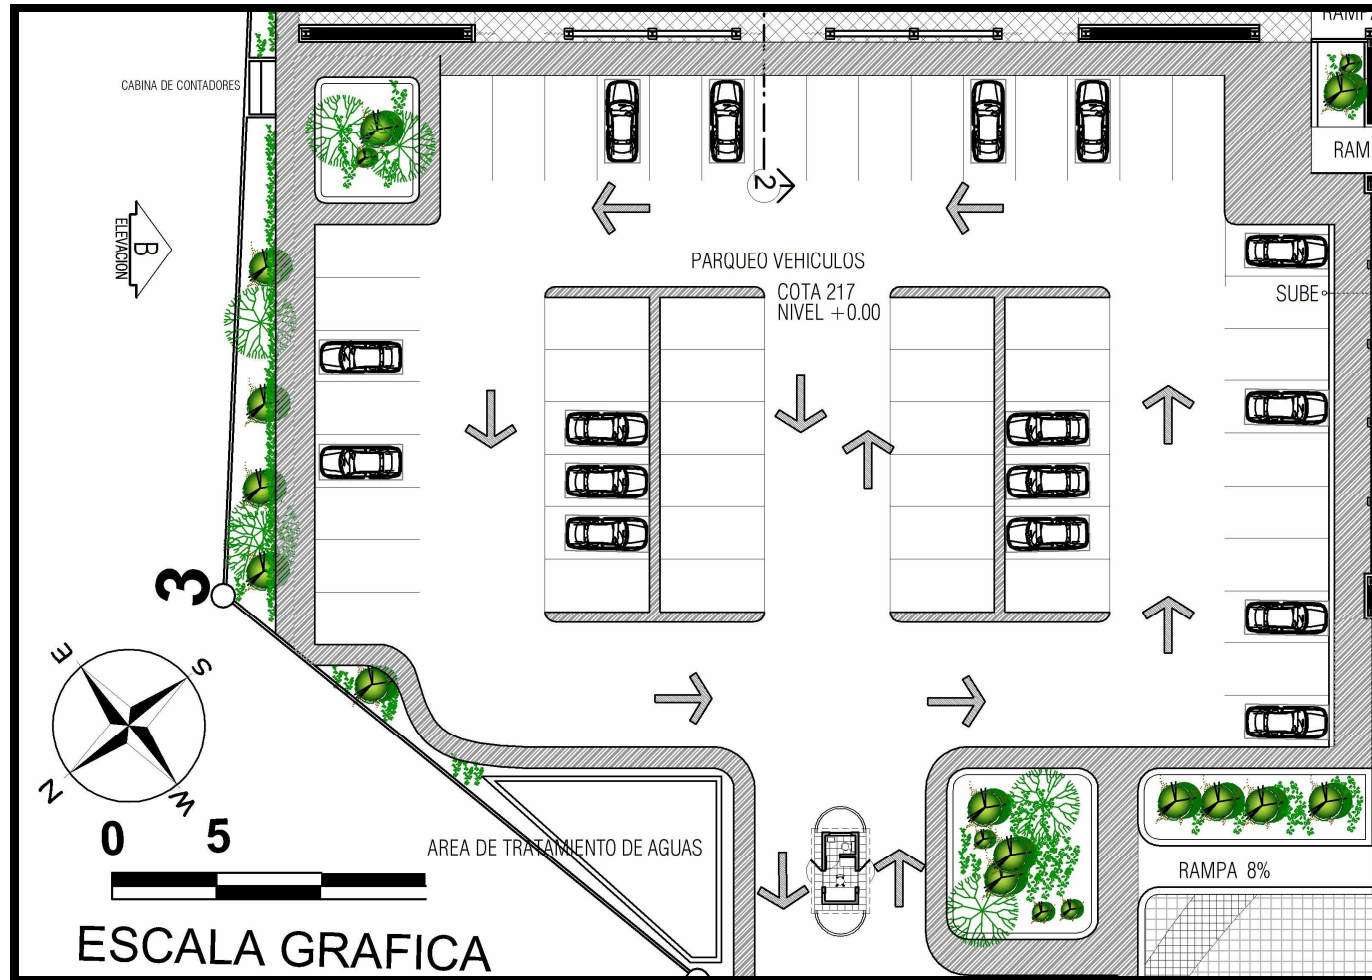 RAMPA
CABINA DE CONTADORES
RAM
2
B
ELEVACION
PARQUEO VEHICULOS
COTA 217
NIVEL +0.00
SUBE
3
E
S
N
W
0 5
AREA DE TRATAMIENTO DE AGUAS
RAMPA 8%
ESCALA GRAFICA